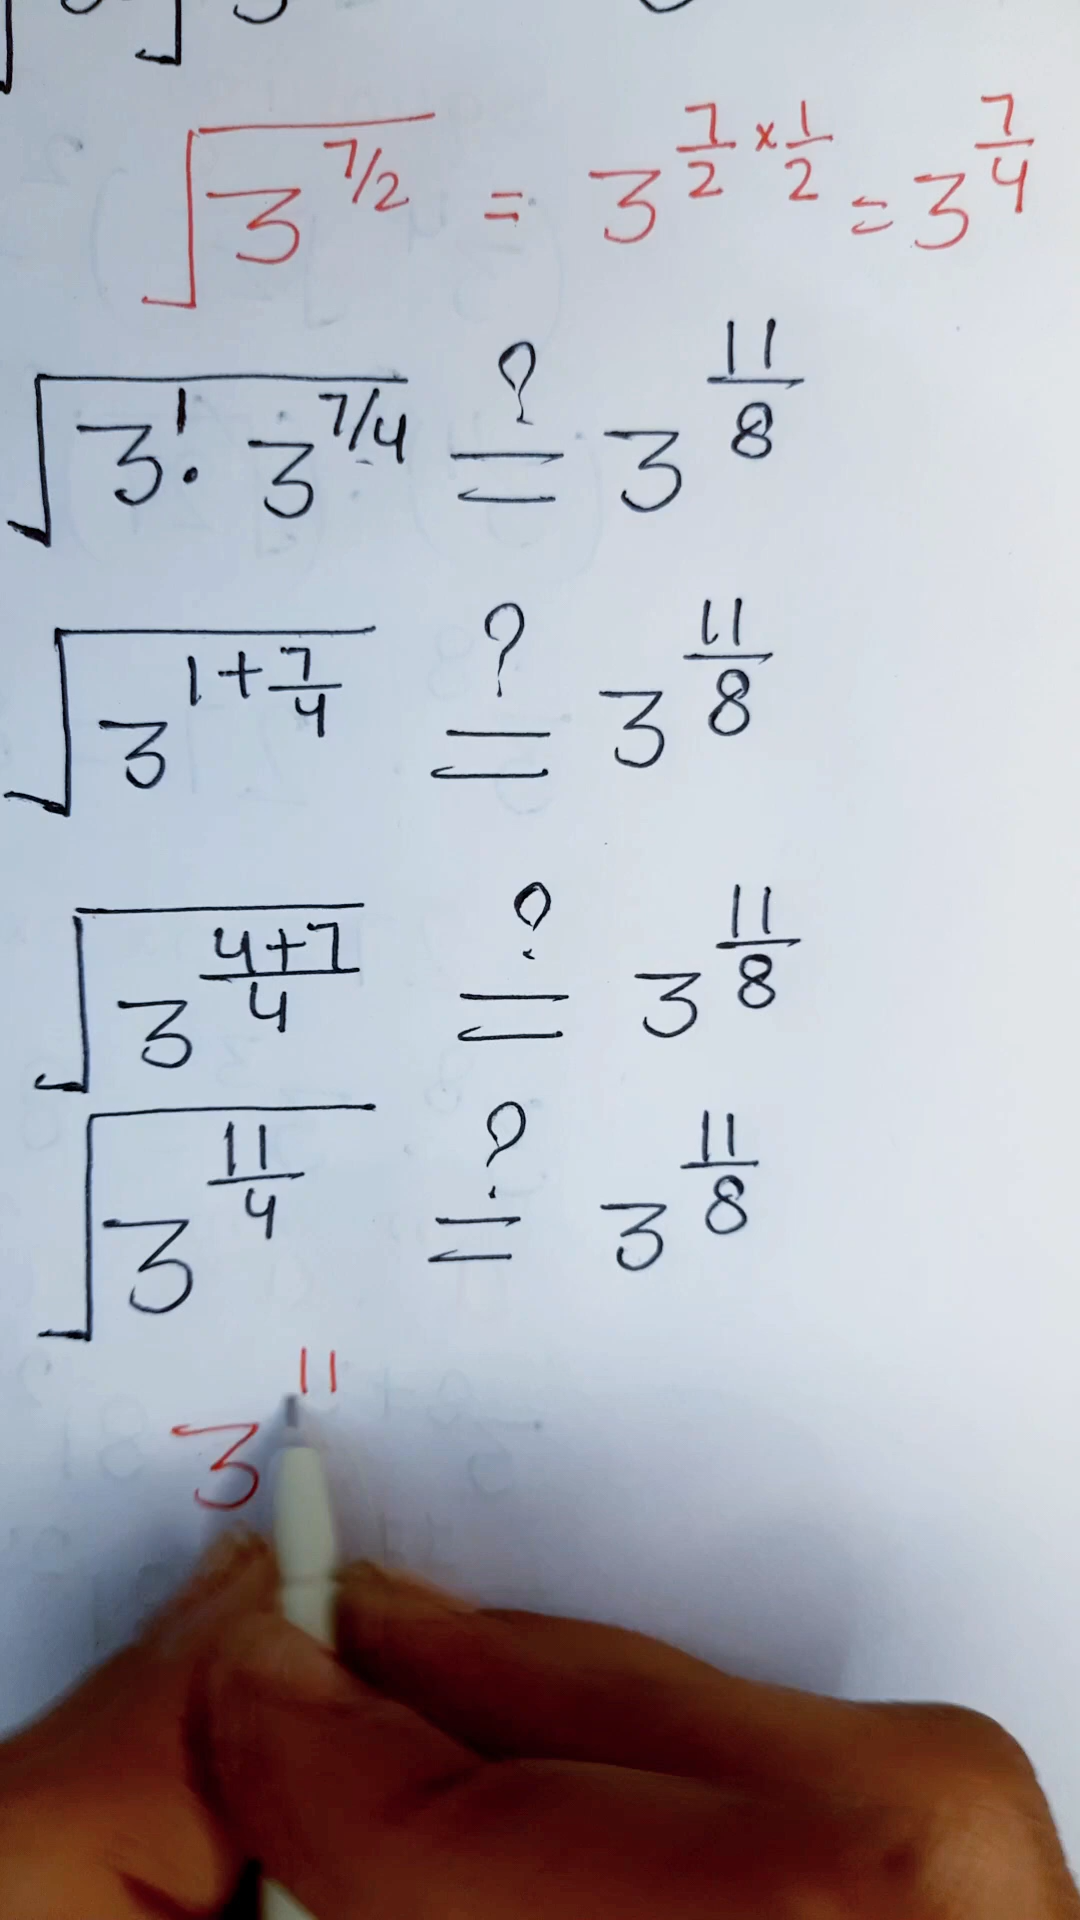 √3^(7/2) = 3^(7/2 × 1/2) = 3^(7/4)
√(3^1 · 3^(7/4)) ?= 3^(11/8)
√3^(1+7/4) ?= 3^(11/8)
√3^((4+7)/4) ?= 3^(11/8)
√3^(11/4) ?= 3^(11/8)
3^11